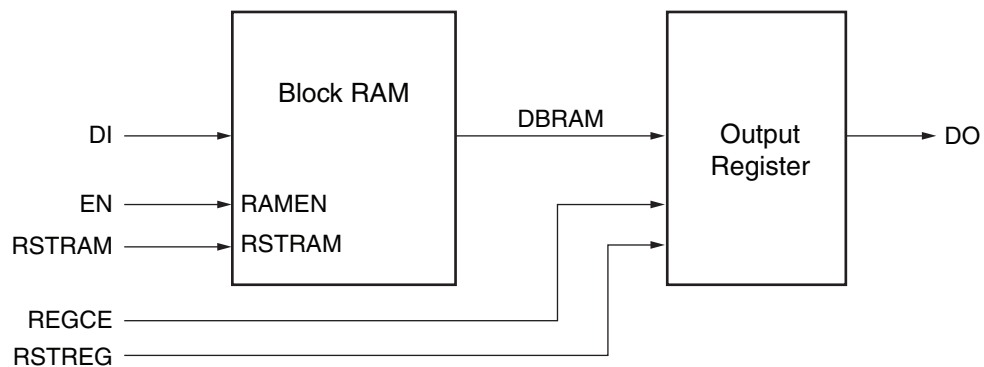 Block RAM
DI
DBRAM
Output
Register
DO
EN
RAMEN
RSTRAM
RSTRAM
REGCE
RSTREG